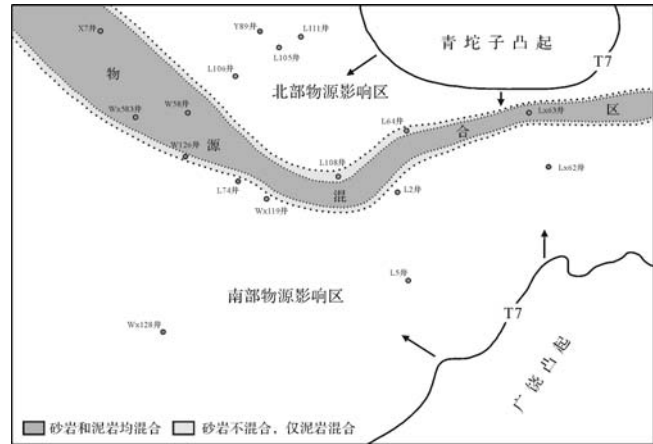 X7井
Y89井
L111井
L105井
青坨子凸起
T7
L106井
物
北部物源影响区
Wx583井
W58井
L64井
Lx63井
区
合
源
W126井
L108井
Lx62井
L74井
混
L2井
Wx119井
L5井
南部物源影响区
T7
Wx128井
广饶凸起
砂岩和泥岩均混合
砂岩不混合，仅泥岩混合